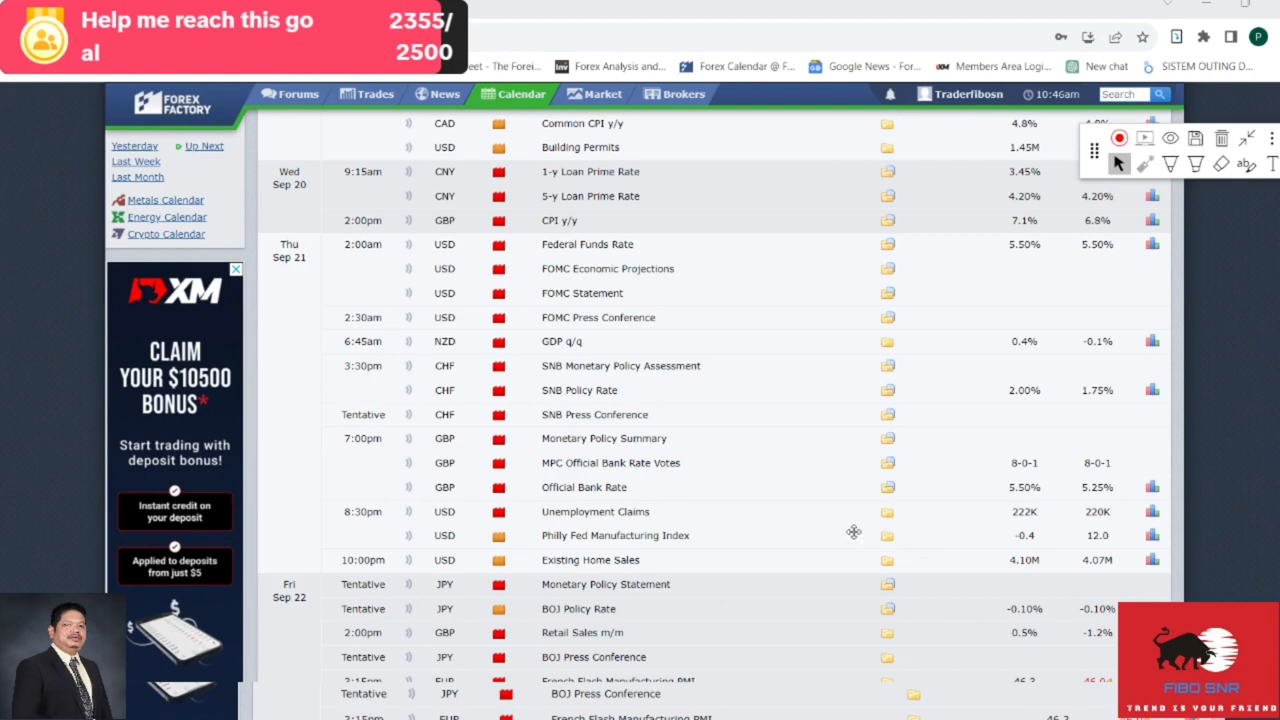 Help me reach this go
al
2355/
2500
eet - The Forei...
Forex Analysis and...
Forex Calendar @ F...
Google News - For...
Members Area Logi...
New chat
SISTEM OUTING D...
P
FOREX
FACTORY
Forums
Trades
News
Calendar
Market
Brokers
Traderfibosn
10:46am
Search
Yesterday
Up Next
Last Week
Last Month
Metals Calendar
Energy Calendar
Crypto Calendar
CAD Common CPI y/y 4.8%
USD Building Permits 1.45M
Wed
Sep 20
9:15am CNY 1-y Loan Prime Rate 3.45%
CNY 5-y Loan Prime Rate 4.20% 4.20%
2:00pm GBP CPI y/y 7.1% 6.8%
Thu
Sep 21
2:00am USD Federal Funds Rate 5.50% 5.50%
USD FOMC Economic Projections
USD FOMC Statement
2:30am USD FOMC Press Conference
6:45am NZD GDP q/q 0.4% -0.1%
3:30pm CHF SNB Monetary Policy Assessment
CHF SNB Policy Rate 2.00% 1.75%
Tentative CHF SNB Press Conference
7:00pm GBP Monetary Policy Summary
GBP MPC Official Bank Rate Votes 8-0-1 8-0-1
GBP Official Bank Rate 5.50% 5.25%
8:30pm USD Unemployment Claims 222K 220K
USD Philly Fed Manufacturing Index -0.4 12.0
10:00pm USD Existing Home Sales 4.10M 4.07M
Fri
Sep 22
Tentative JPY Monetary Policy Statement
Tentative JPY BOJ Policy Rate -0.10% -0.10%
2:00pm GBP Retail Sales m/m 0.5% -1.2%
Tentative JPY BOJ Press Conference
Tentative JPY BOJ Press Conference
XM
CLAIM
YOUR $10500
BONUS*
Start trading with
deposit bonus!
Instant credit on
your deposit
Applied to deposits
from just $5
FIBO SNR
TREND IS YOUR FRIEND